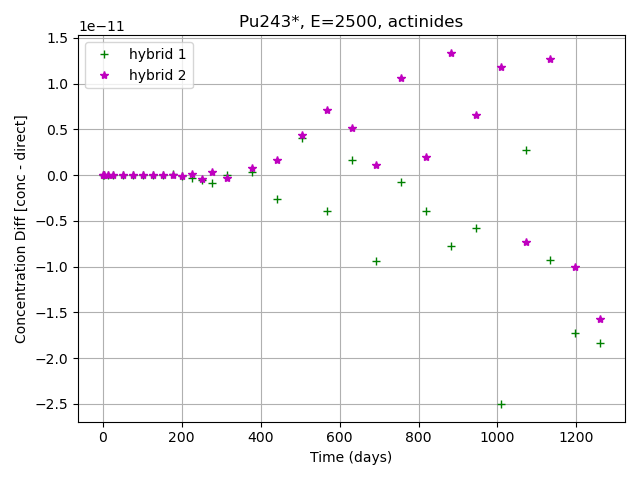 Pu243*, E=2500, actinides
1e−11
hybrid 1
hybrid 2
Concentration Diff [conc - direct]
1.5
1.0
0.5
0.0
−0.5
−1.0
−1.5
−2.0
−2.5
0 200 400 600 800 1000 1200
Time (days)